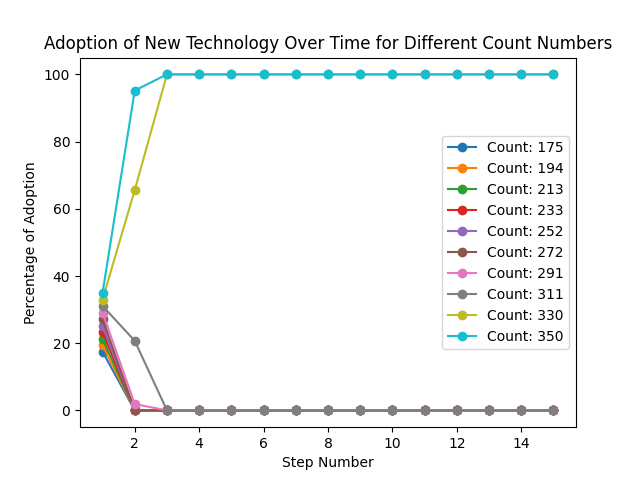 Adoption of New Technology Over Time for Different Count Numbers
100
80
60
40
20
0
Percentage of Adoption
Count: 175
Count: 194
Count: 213
Count: 233
Count: 252
Count: 272
Count: 291
Count: 311
Count: 330
Count: 350
2 4 6 8 10 12 14
Step Number